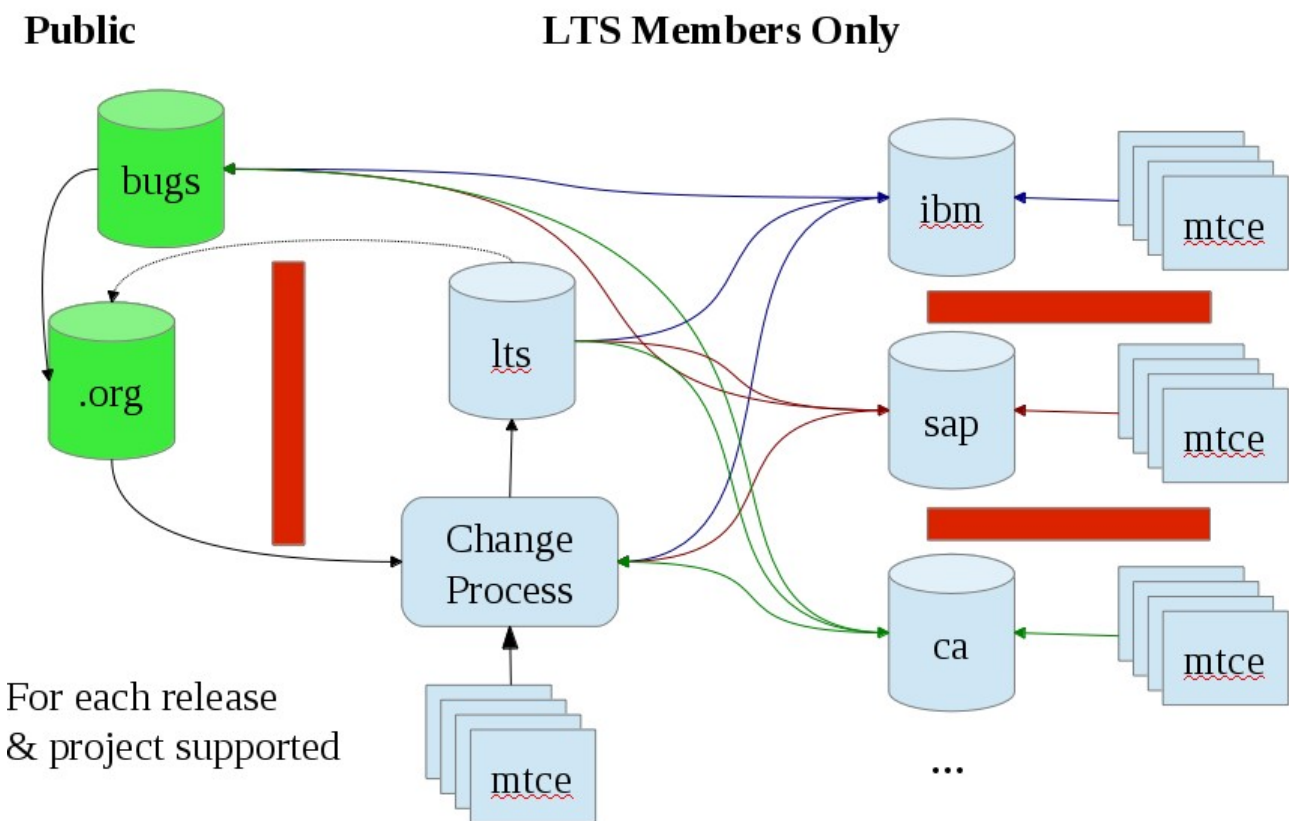 Public
LTS Members Only
bugs
ibm
mtce
.org
lts
sap
mtce
Change
Process
ca
mtce
For each release
& project supported
mtce
...